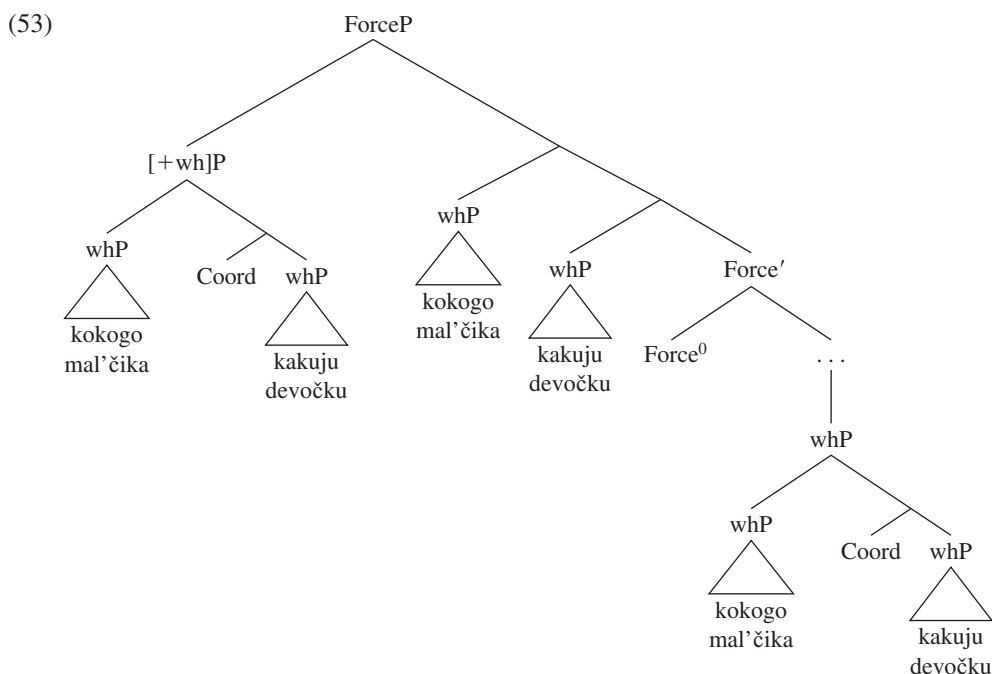 (53)
ForceP
[+wh]P
whP
whP
Coord
whP
whP
Force′
kokogo
mal’čika
kakuju
devočku
kokogo
mal’čika
kakuju
devočku
Force⁰
. . .
whP
whP
Coord
whP
kokogo
mal’čika
kakuju
devočku